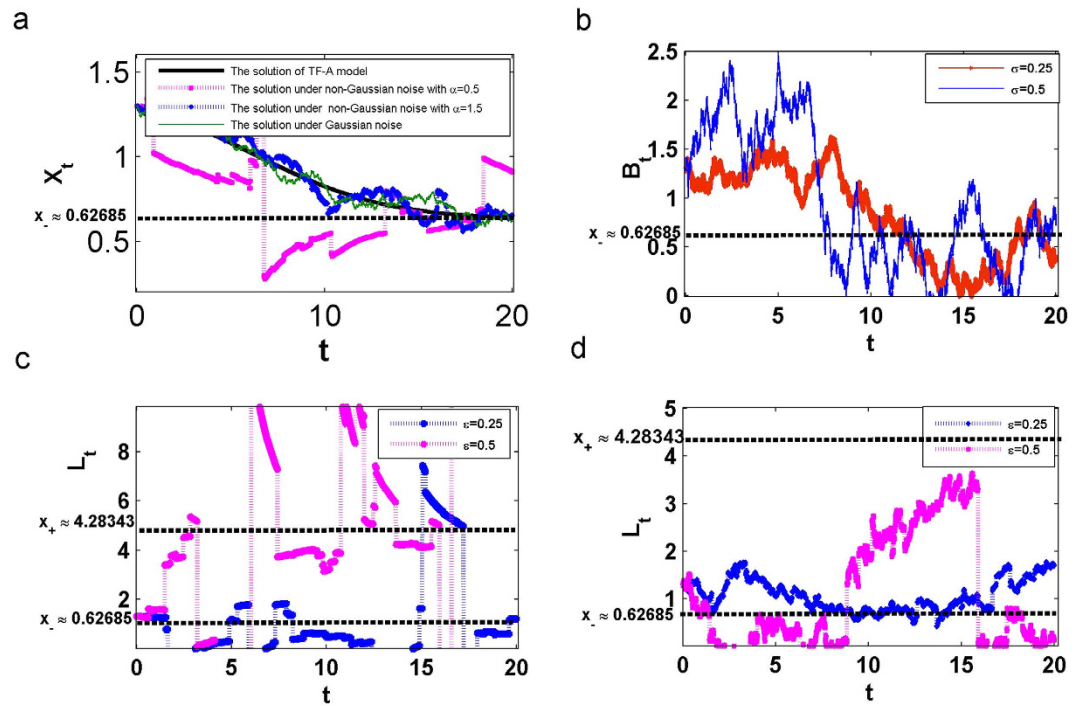 a
1.5
1
0.5
X_t
x_- ≈ 0.62685
The solution of TF-A model
The solution under non-Gaussian noise with α=0.5
The solution under non-Gaussian noise with α=1.5
The solution under Gaussian noise
0
10
20
t
b
2.5
2
1.5
1
0.5
0
B_t
x_- ≈ 0.62685
σ=0.25
σ=0.5
0
5
10
15
20
t
c
8
6
4
2
L_t
x_+ ≈ 4.28343
x_- ≈ 0.62685
ε=0.25
ε=0.5
0
5
10
15
20
t
d
5
4
3
2
1
0
L_t
x_+ ≈ 4.28343
x_- ≈ 0.62685
ε=0.25
ε=0.5
0
5
10
15
20
t